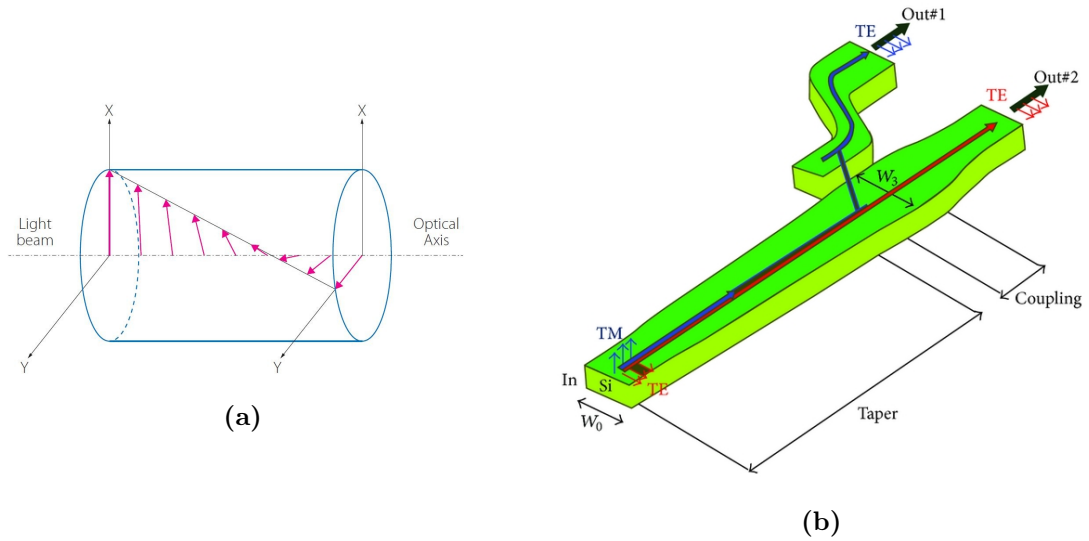 X
X
Light
beam
Optical
Axis
Y
Y
(a)
TE
Out#1
TE
Out#2
W₃
Coupling
TM
In
Si
TE
W₀
Taper
(b)